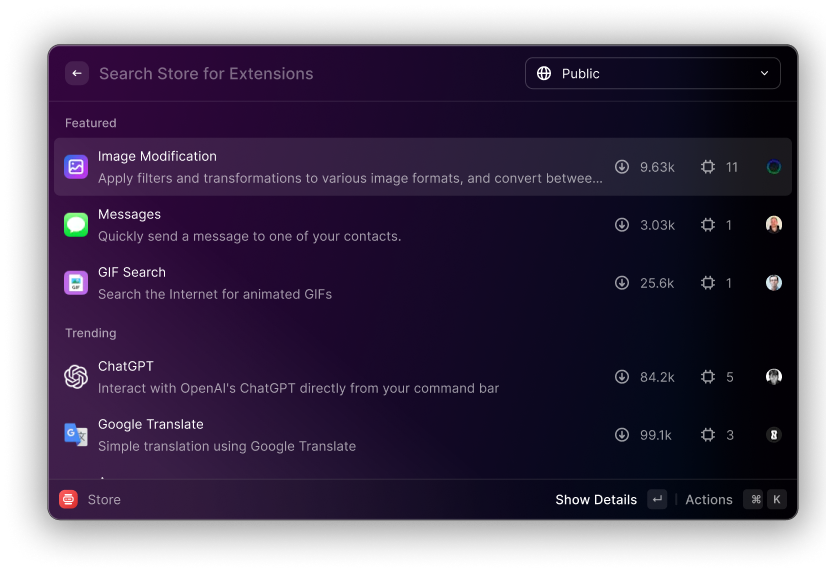 Search Store for Extensions
Public
Featured
Image Modification
Apply filters and transformations to various image formats, and convert betwee...
9.63k
11
Messages
Quickly send a message to one of your contacts.
3.03k
1
GIF Search
Search the Internet for animated GIFs
25.6k
1
Trending
ChatGPT
Interact with OpenAI's ChatGPT directly from your command bar
84.2k
5
Google Translate
Simple translation using Google Translate
99.1k
3
Store
Show Details ↵ Actions ⌘ K